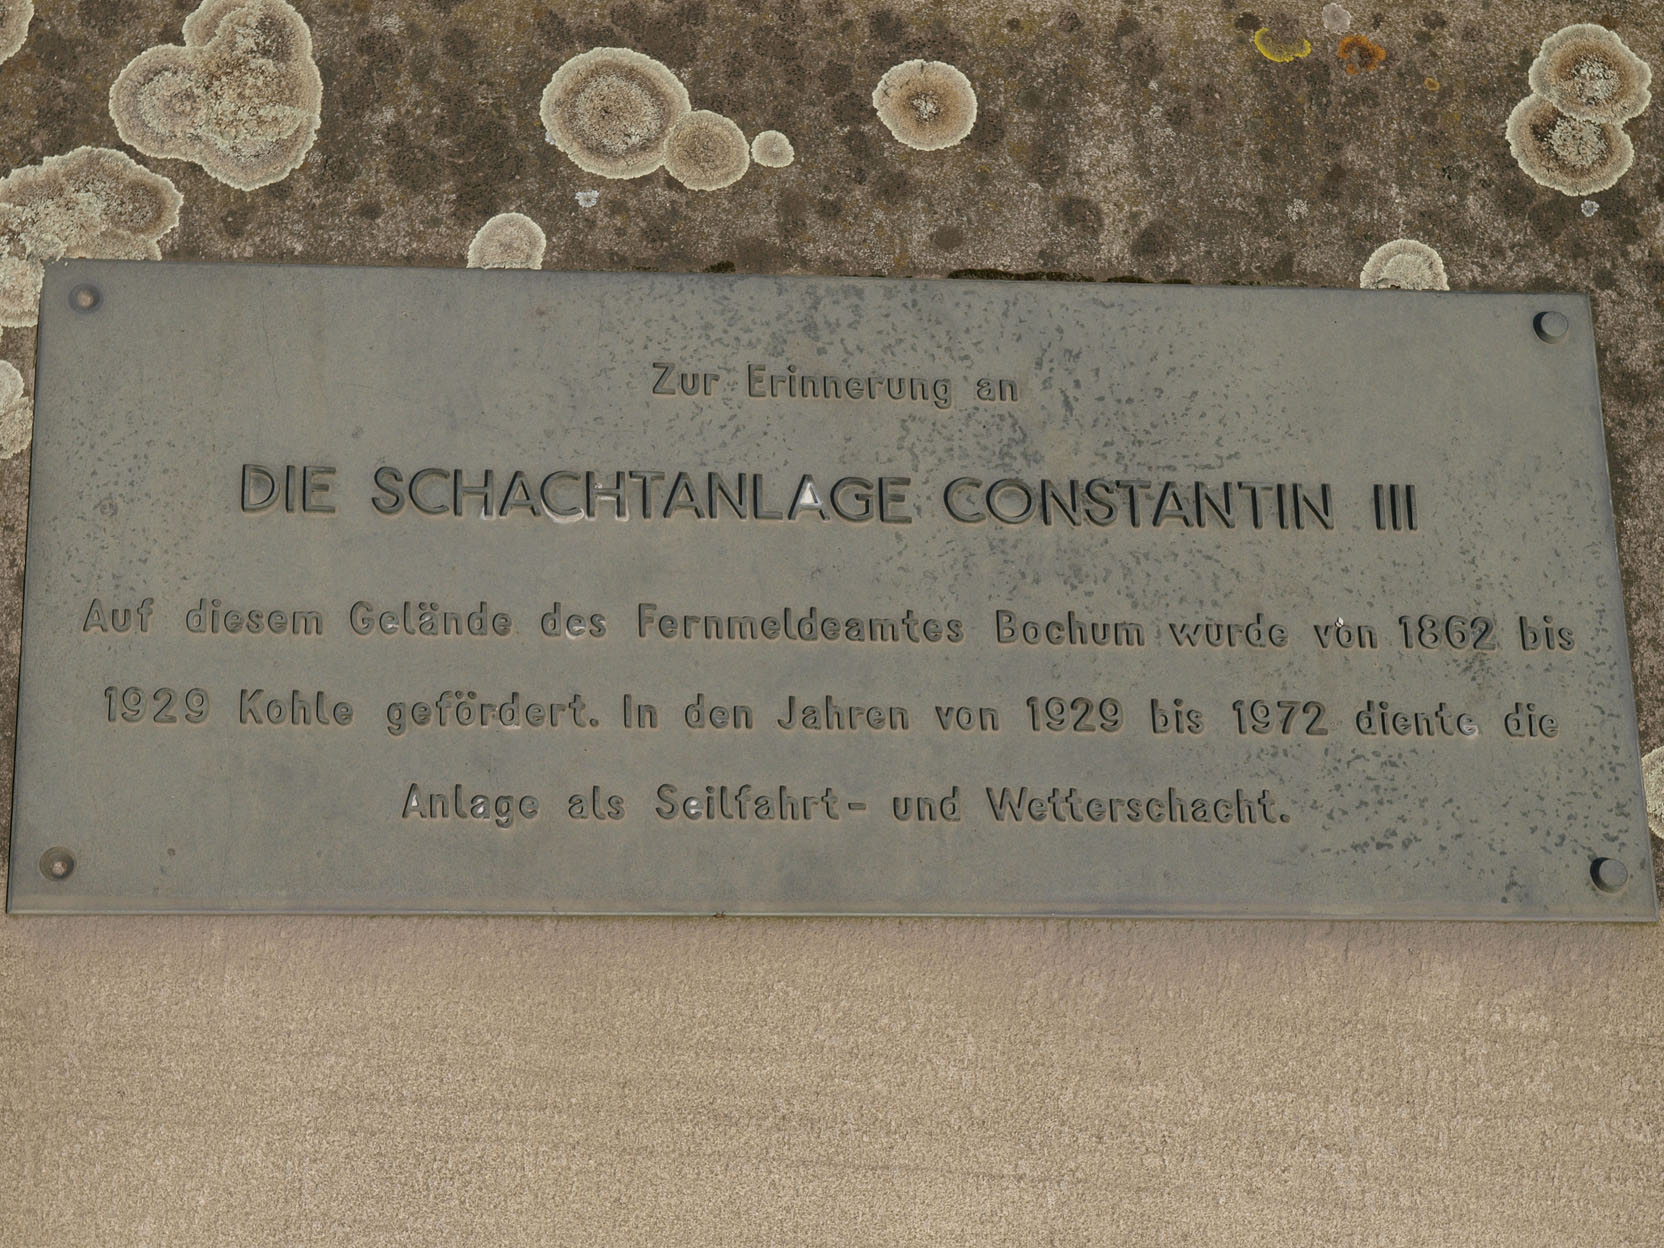 Zur Erinnerung an
DIE SCHACHTANLAGE CONSTANTIN III
Auf diesem Gelände des Fernmeldeamtes Bochum wurde von 1862 bis
1929 Kohle gefördert. In den Jahren von 1929 bis 1972 diente die
Anlage als Seilfahrt- und Wetterschacht.